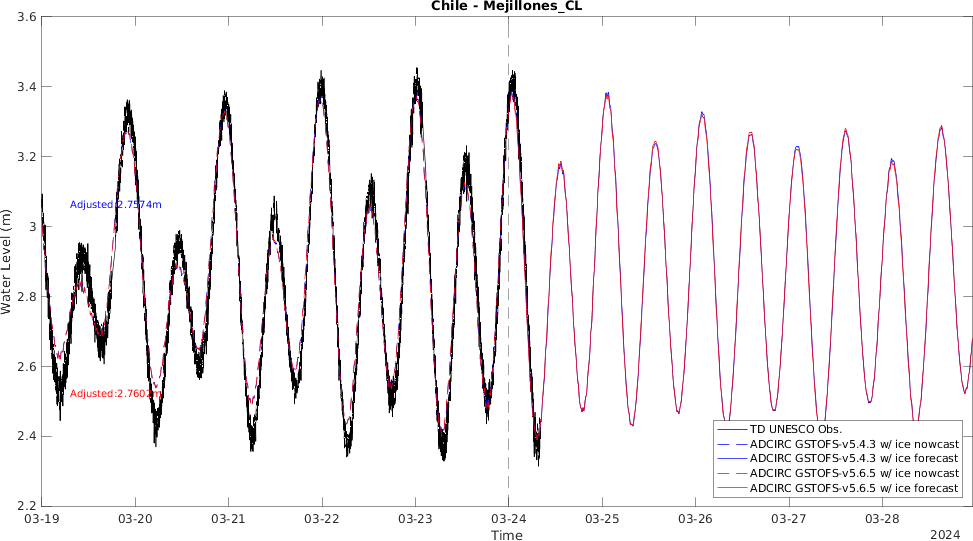 Chile - Mejillones_CL
3.6
3.4
3.2
3
2.8
2.6
2.4
2.2
Water Level (m)
Adjusted:2.7574m
Adjusted:2.7602m
TD UNESCO Obs.
ADCIRC GSTOFS-v5.4.3 w/ ice nowcast
ADCIRC GSTOFS-v5.4.3 w/ ice forecast
ADCIRC GSTOFS-v5.6.5 w/ ice nowcast
ADCIRC GSTOFS-v5.6.5 w/ ice forecast
03-19 03-20 03-21 03-22 03-23 03-24 03-25 03-26 03-27 03-28
Time
2024